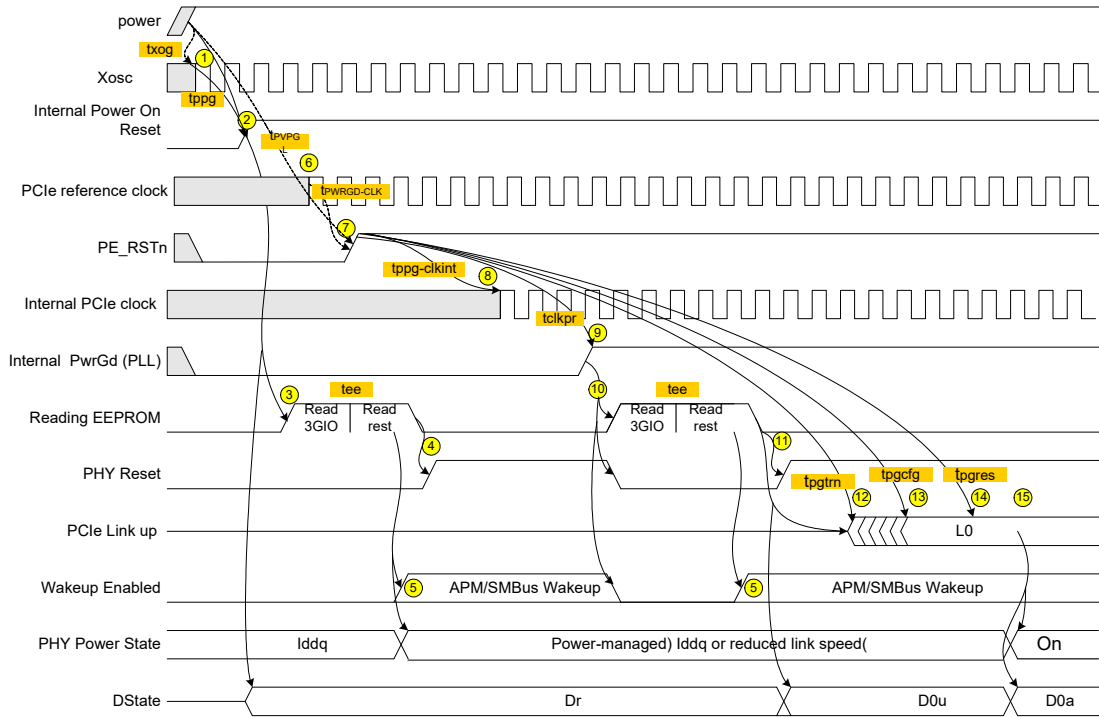 power
txog
1
Xosc
tppg
Internal Power On
Reset
2
tPVPG
L
6
PCIe reference clock
tPWRGD-CLK
7
PE_RSTn
tppg-clkint
8
Internal PCIe clock
tclkpr
9
Internal PwrGd (PLL)
3
tee
10
tee
Reading EEPROM
Read
3GIO
Read
rest
Read
3GIO
Read
rest
4
11
PHY Reset
tpgtrn
tpgcfg
tpgres
12
13
14
15
PCIe Link up
L0
Wakeup Enabled
5
APM/SMBus Wakeup
5
APM/SMBus Wakeup
PHY Power State
Iddq
Power-managed) Iddq or reduced link speed(
On
DState
Dr
D0u
D0a